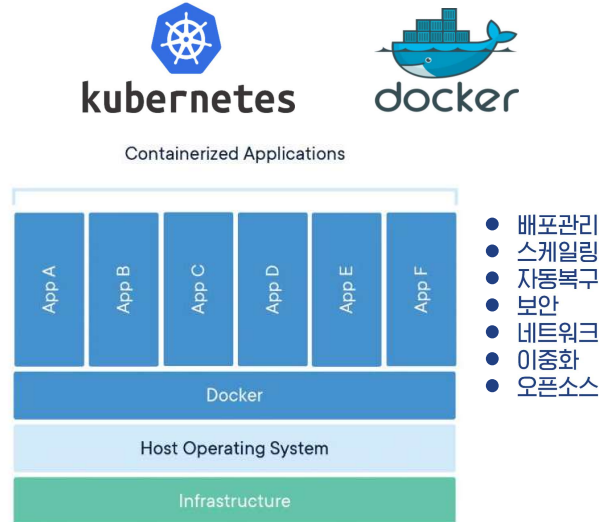 kubernetes
docker
Containerized Applications
App A
App B
App C
App D
App E
App F
Docker
Host Operating System
Infrastructure
● 배포관리
● 스케일링
● 자동복구
● 보안
● 네트워크
● 이중화
● 오픈소스